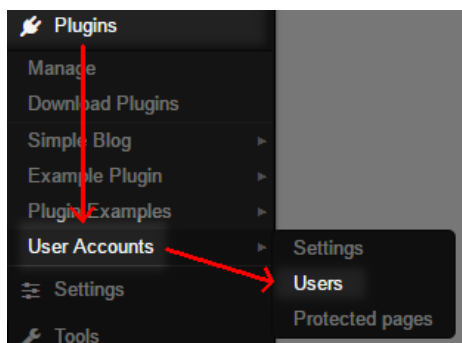 Plugins
Manage
Download Plugins
Simple Blog
Example Plugin
Plugin Examples
User Accounts
Settings
Tools
Settings
Users
Protected pages